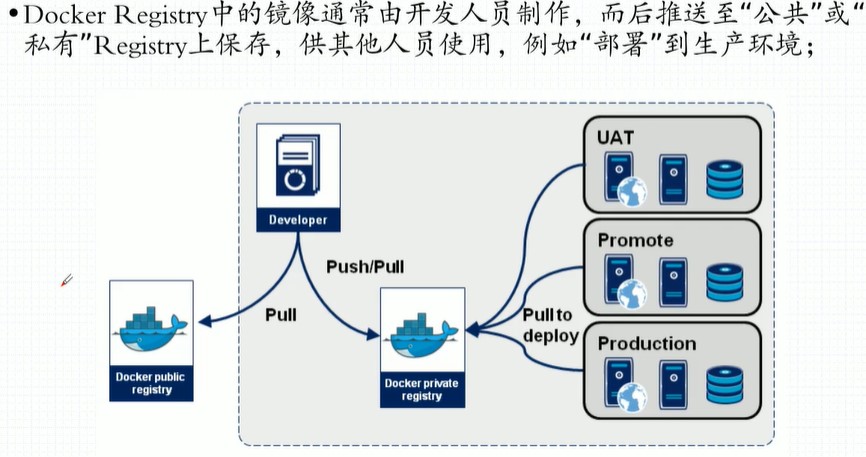 •Docker Registry中的镜像通常由开发人员制作，而后推送至“公共”或“
私有”Registry上保存，供其他人员使用，例如“部署”到生产环境；
UAT
Developer
Promote
Push/Pull
Pull
Pull to
deploy
Production
Docker public
registry
Docker private
registry